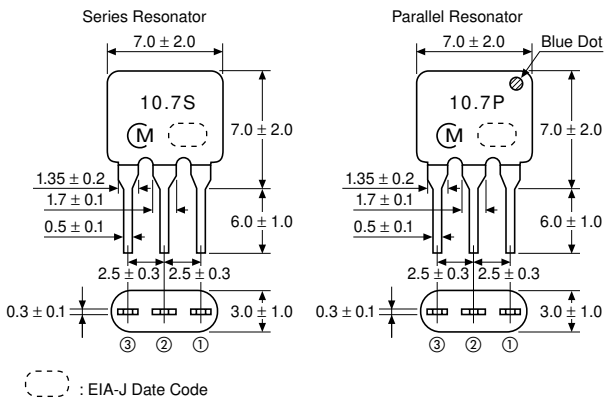 Series Resonator
7.0 ± 2.0
10.7S
M
7.0 ± 2.0
1.35 ± 0.2
1.7 ± 0.1
0.5 ± 0.1
6.0 ± 1.0
2.5 ± 0.3 2.5 ± 0.3
0.3 ± 0.1
3.0 ± 1.0
③ ② ①
Parallel Resonator
7.0 ± 2.0
Blue Dot
10.7P
M
7.0 ± 2.0
1.35 ± 0.2
1.7 ± 0.1
0.5 ± 0.1
6.0 ± 1.0
2.5 ± 0.3 2.5 ± 0.3
0.3 ± 0.1
3.0 ± 1.0
③ ② ①
: EIA-J Date Code